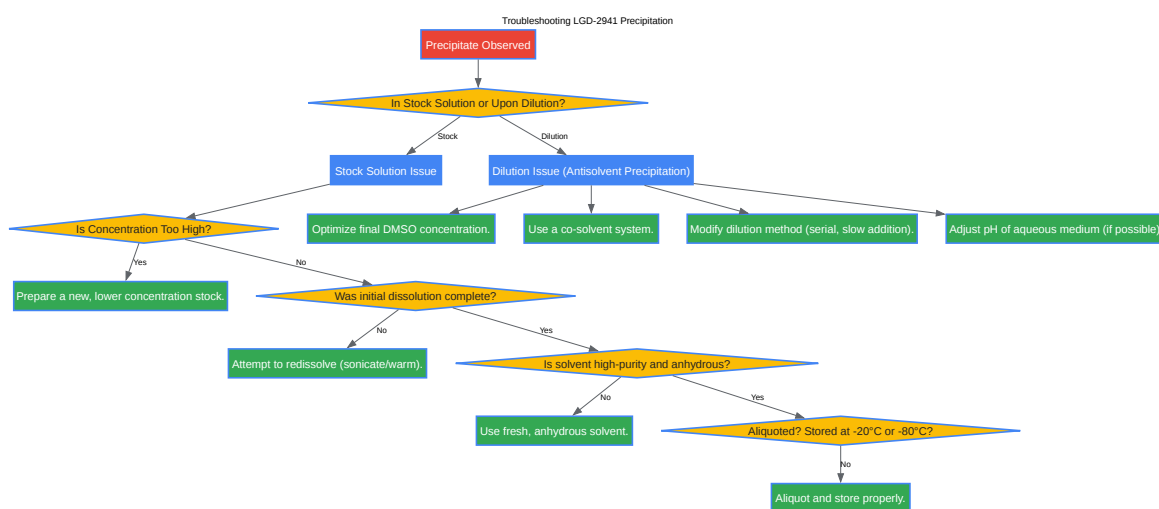 Troubleshooting LGD-2941 Precipitation
Precipitate Observed
In Stock Solution or Upon Dilution?
Stock
Dilution
Stock Solution Issue
Dilution Issue (Antisolvent Precipitation)
Is Concentration Too High?
Optimize final DMSO concentration.
Use a co-solvent system.
Modify dilution method (serial, slow addition).
Adjust pH of aqueous medium (if possible)
Yes
No
Prepare a new, lower concentration stock.
Was initial dissolution complete?
No
Yes
Attempt to redissolve (sonicate/warm).
Is solvent high-purity and anhydrous?
No
Yes
Use fresh, anhydrous solvent.
Aliquoted? Stored at -20°C or -80°C?
No
Aliquot and store properly.